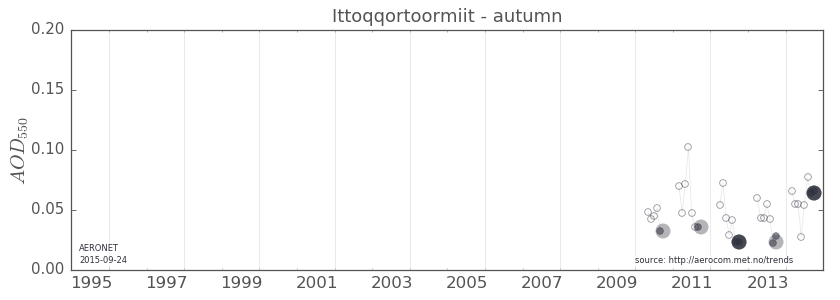 Ittoqqortoormiit - autumn
0.20
0.15
0.10
0.05
0.00
AOD550
AERONET
2015-09-24
source: http://aerocom.met.no/trends
1995 1997 1999 2001 2003 2005 2007 2009 2011 2013